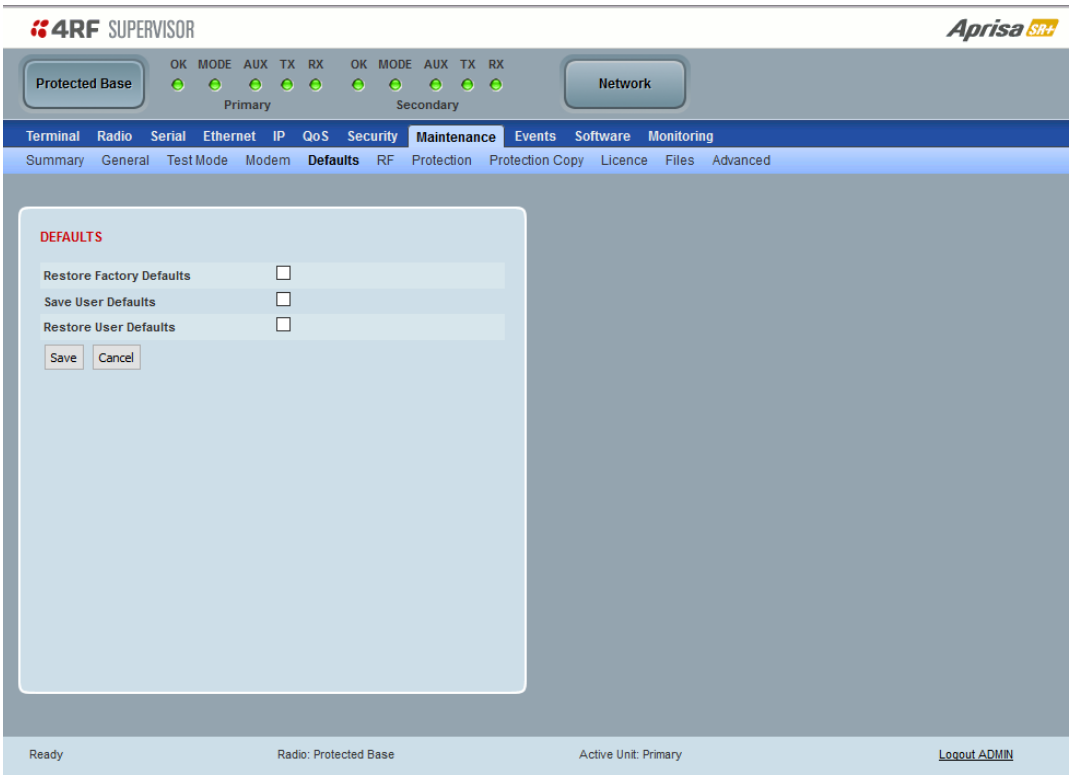 4RF SUPERVISOR
Aprisa SR+
Protected Base
OK MODE AUX TX RX OK MODE AUX TX RX
Primary Secondary
Network
Terminal Radio Serial Ethernet IP QoS Security Maintenance Events Software Monitoring
Summary General Test Mode Modem Defaults RF Protection Protection Copy Licence Files Advanced
DEFAULTS
Restore Factory Defaults
Save User Defaults
Restore User Defaults
Save Cancel
Ready Radio: Protected Base Active Unit: Primary Logout ADMIN